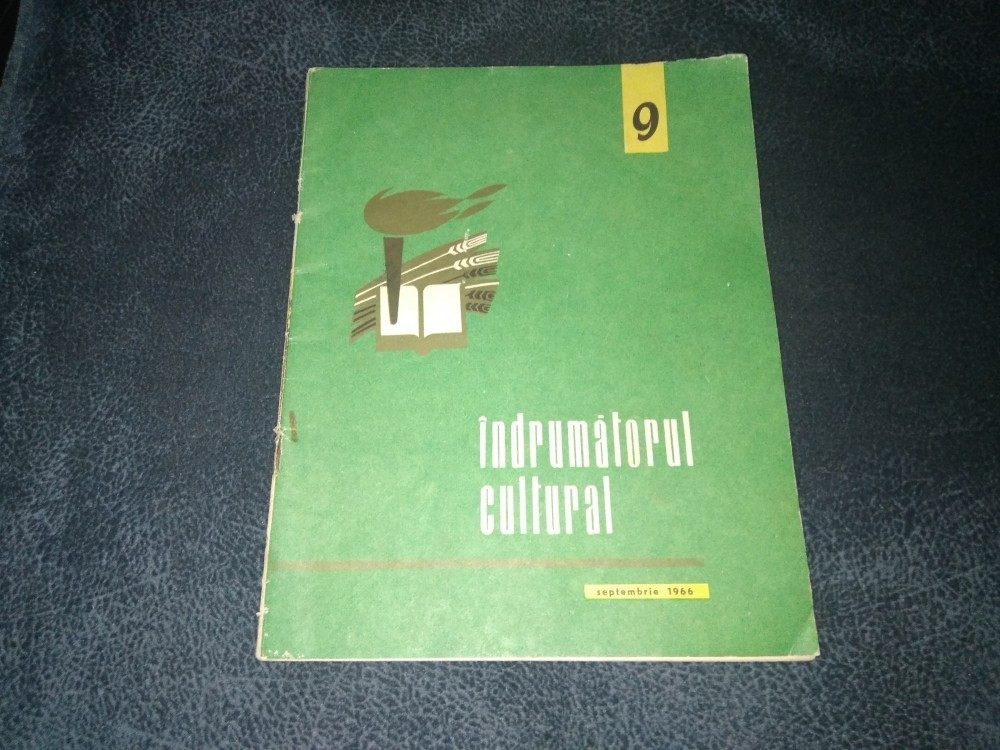 9
îndrumătorul
cultural
septembrie 1966